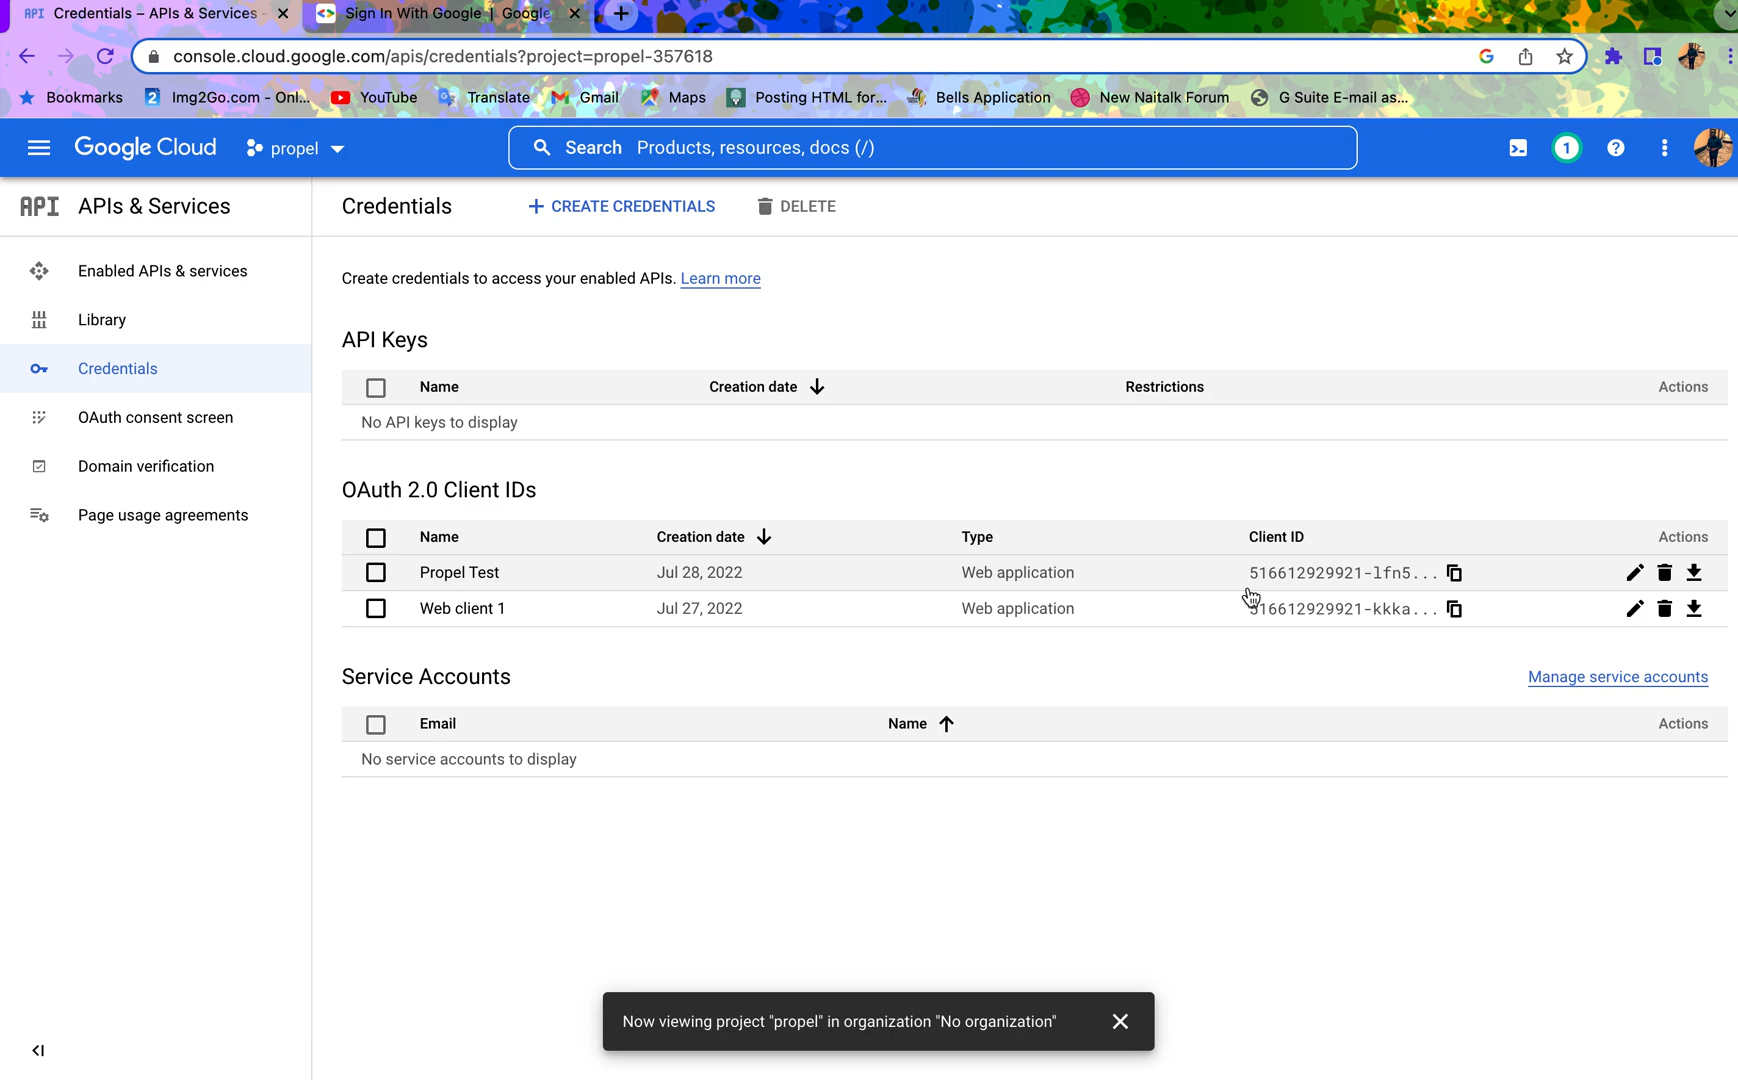 API Credentials – APIs & Services
Sign In With Google | Google
console.cloud.google.com/apis/credentials?project=propel-357618
Bookmarks
2 Img2Go.com - Onl...
YouTube
Translate
Gmail
Maps
Posting HTML for...
Bells Application
New Naitalk Forum
G Suite E-mail as...
Google Cloud
propel
Search Products, resources, docs (/)
1
API APIs & Services
Credentials
CREATE CREDENTIALS
DELETE
Enabled APIs & services
Library
Credentials
OAuth consent screen
Domain verification
Page usage agreements
Create credentials to access your enabled APIs. Learn more
API Keys
Name Creation date Restrictions Actions
No API keys to display
OAuth 2.0 Client IDs
Name Creation date Type Client ID Actions
Propel Test Jul 28, 2022 Web application 516612929921-lfn5...
Web client 1 Jul 27, 2022 Web application 516612929921-kkka...
Service Accounts
Manage service accounts
Email Name Actions
No service accounts to display
Now viewing project "propel" in organization "No organization"